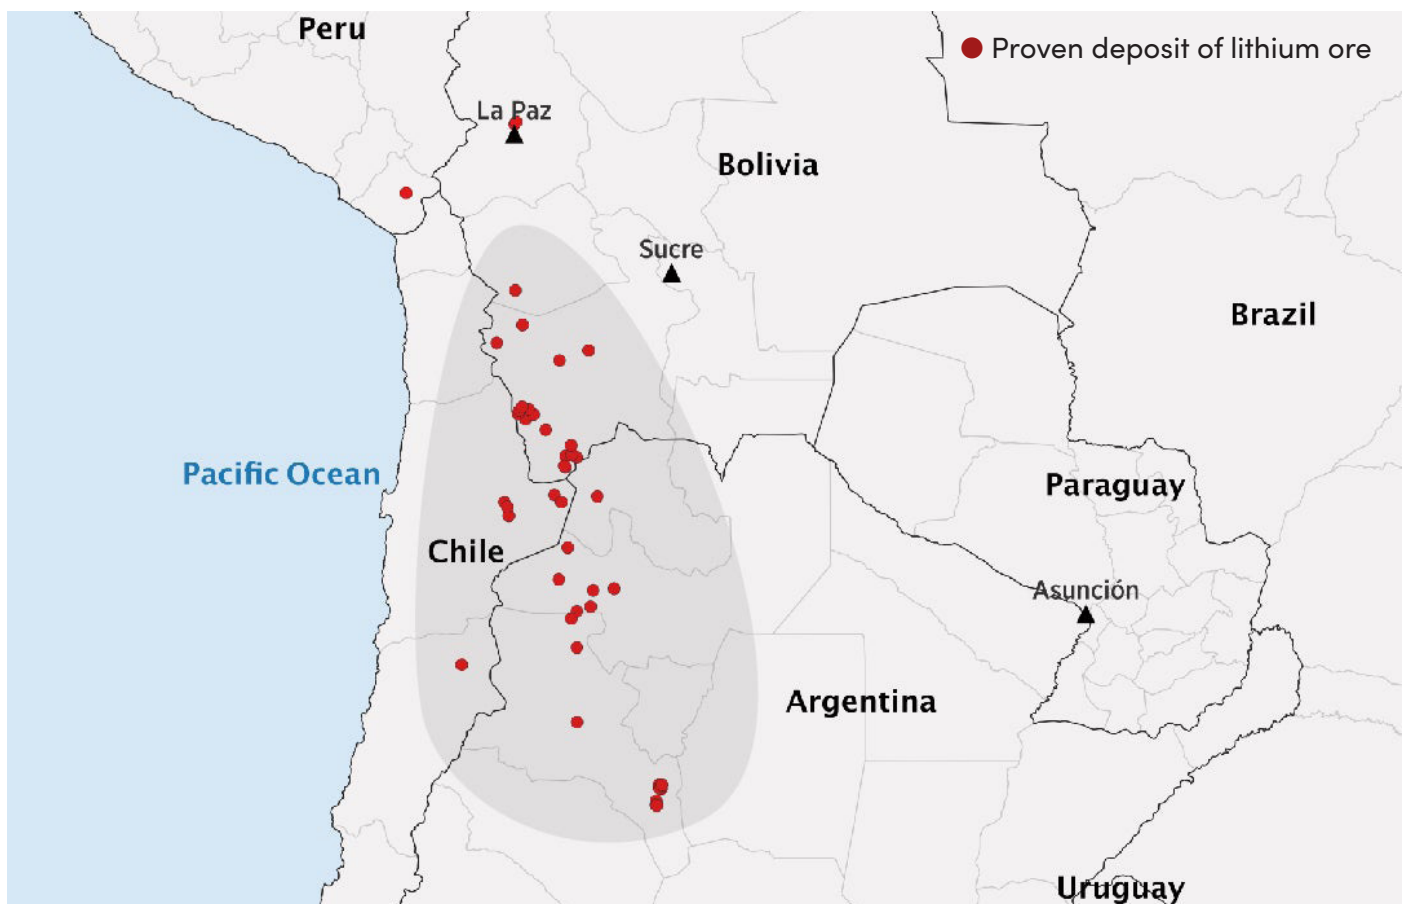 Peru
Proven deposit of lithium ore
La Paz
Bolivia
Sucre
Brazil
Pacific Ocean
Paraguay
Chile
Asunción
Argentina
Uruguay